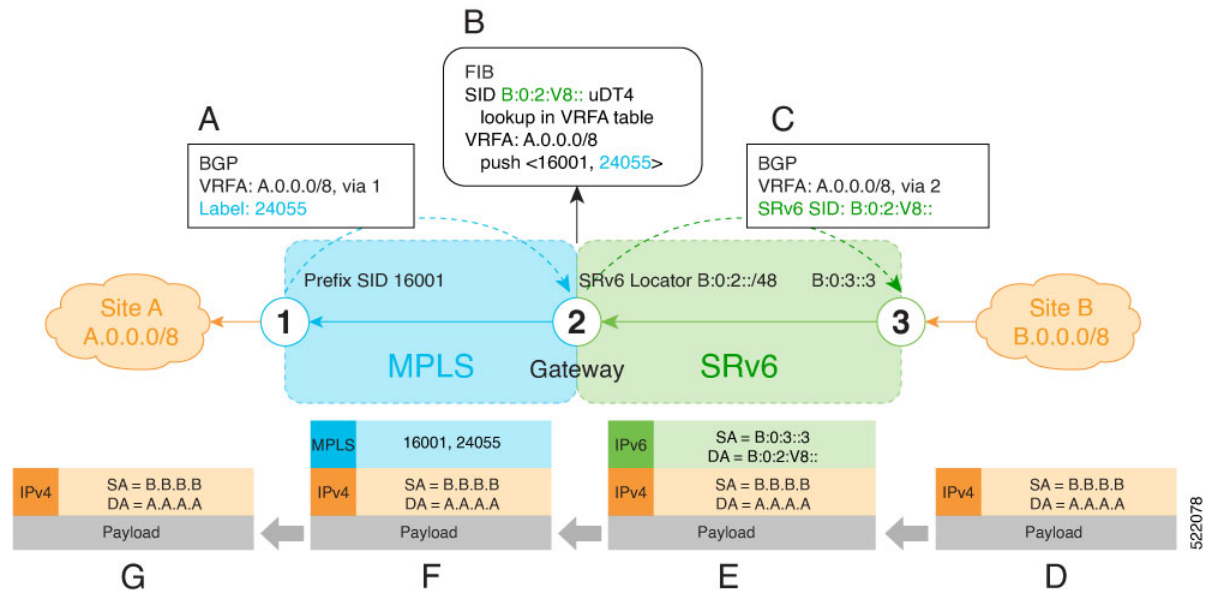 B
FIB
SID B:0:2:V8:: uDT4
lookup in VRFA table
VRFA: A.0.0.0/8
push <16001, 24055>
A
BGP
VRFA: A.0.0.0/8, via 1
Label: 24055
C
BGP
VRFA: A.0.0.0/8, via 2
SRv6 SID: B:0:2:V8::
Prefix SID 16001
SRv6 Locator B:0:2::/48
B:0:3::3
Site A
A.0.0.0/8
1
2
3
Site B
B.0.0.0/8
MPLS
Gateway
SRv6
IPv4
SA = B.B.B.B
DA = A.A.A.A
Payload
G
MPLS
16001, 24055
IPv4
SA = B.B.B.B
DA = A.A.A.A
Payload
F
IPv6
SA = B:0:3::3
DA = B:0:2:V8::
IPv4
SA = B.B.B.B
DA = A.A.A.A
Payload
E
IPv4
SA = B.B.B.B
DA = A.A.A.A
Payload
D
522078